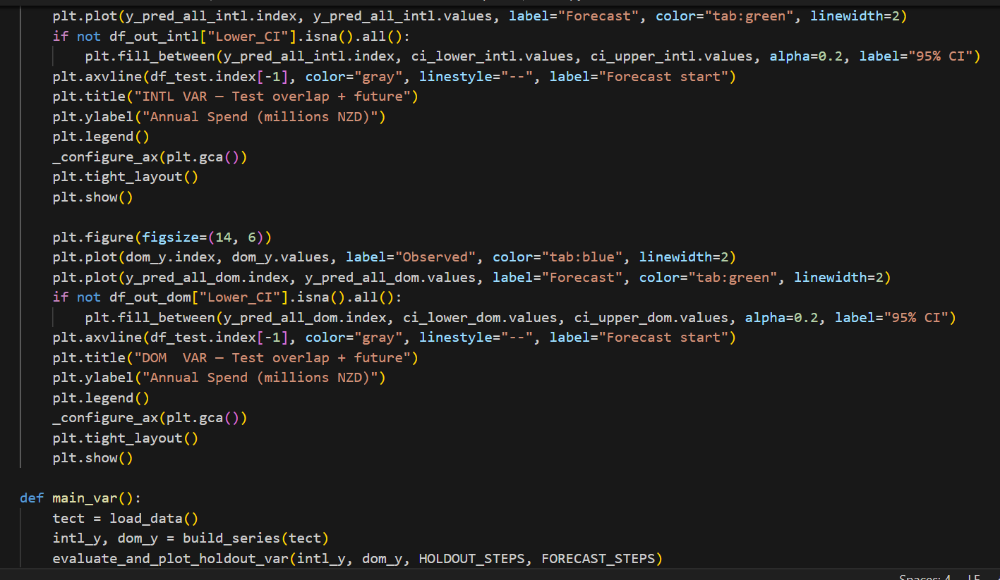 plt.plot(y_pred_all_intl.index, y_pred_all_intl.values, label="Forecast", color="tab:green", linewidth=2)
    if not df_out_intl["Lower_CI"].isna().all():
        plt.fill_between(y_pred_all_intl.index, ci_lower_intl.values, ci_upper_intl.values, alpha=0.2, label="95% CI")
    plt.axvline(df_test.index[-1], color="gray", linestyle="--", label="Forecast start")
    plt.title("INTL VAR — Test overlap + future")
    plt.ylabel("Annual Spend (millions NZD)")
    plt.legend()
    _configure_ax(plt.gca())
    plt.tight_layout()
    plt.show()

    plt.figure(figsize=(14, 6))
    plt.plot(dom_y.index, dom_y.values, label="Observed", color="tab:blue", linewidth=2)
    plt.plot(y_pred_all_dom.index, y_pred_all_dom.values, label="Forecast", color="tab:green", linewidth=2)
    if not df_out_dom["Lower_CI"].isna().all():
        plt.fill_between(y_pred_all_dom.index, ci_lower_dom.values, ci_upper_dom.values, alpha=0.2, label="95% CI")
    plt.axvline(df_test.index[-1], color="gray", linestyle="--", label="Forecast start")
    plt.title("DOM  VAR — Test overlap + future")
    plt.ylabel("Annual Spend (millions NZD)")
    plt.legend()
    _configure_ax(plt.gca())
    plt.tight_layout()
    plt.show()

def main_var():
    tect = load_data()
    intl_y, dom_y = build_series(tect)
    evaluate_and_plot_holdout_var(intl_y, dom_y, HOLDOUT_STEPS, FORECAST_STEPS)
Spaces: 4 LF